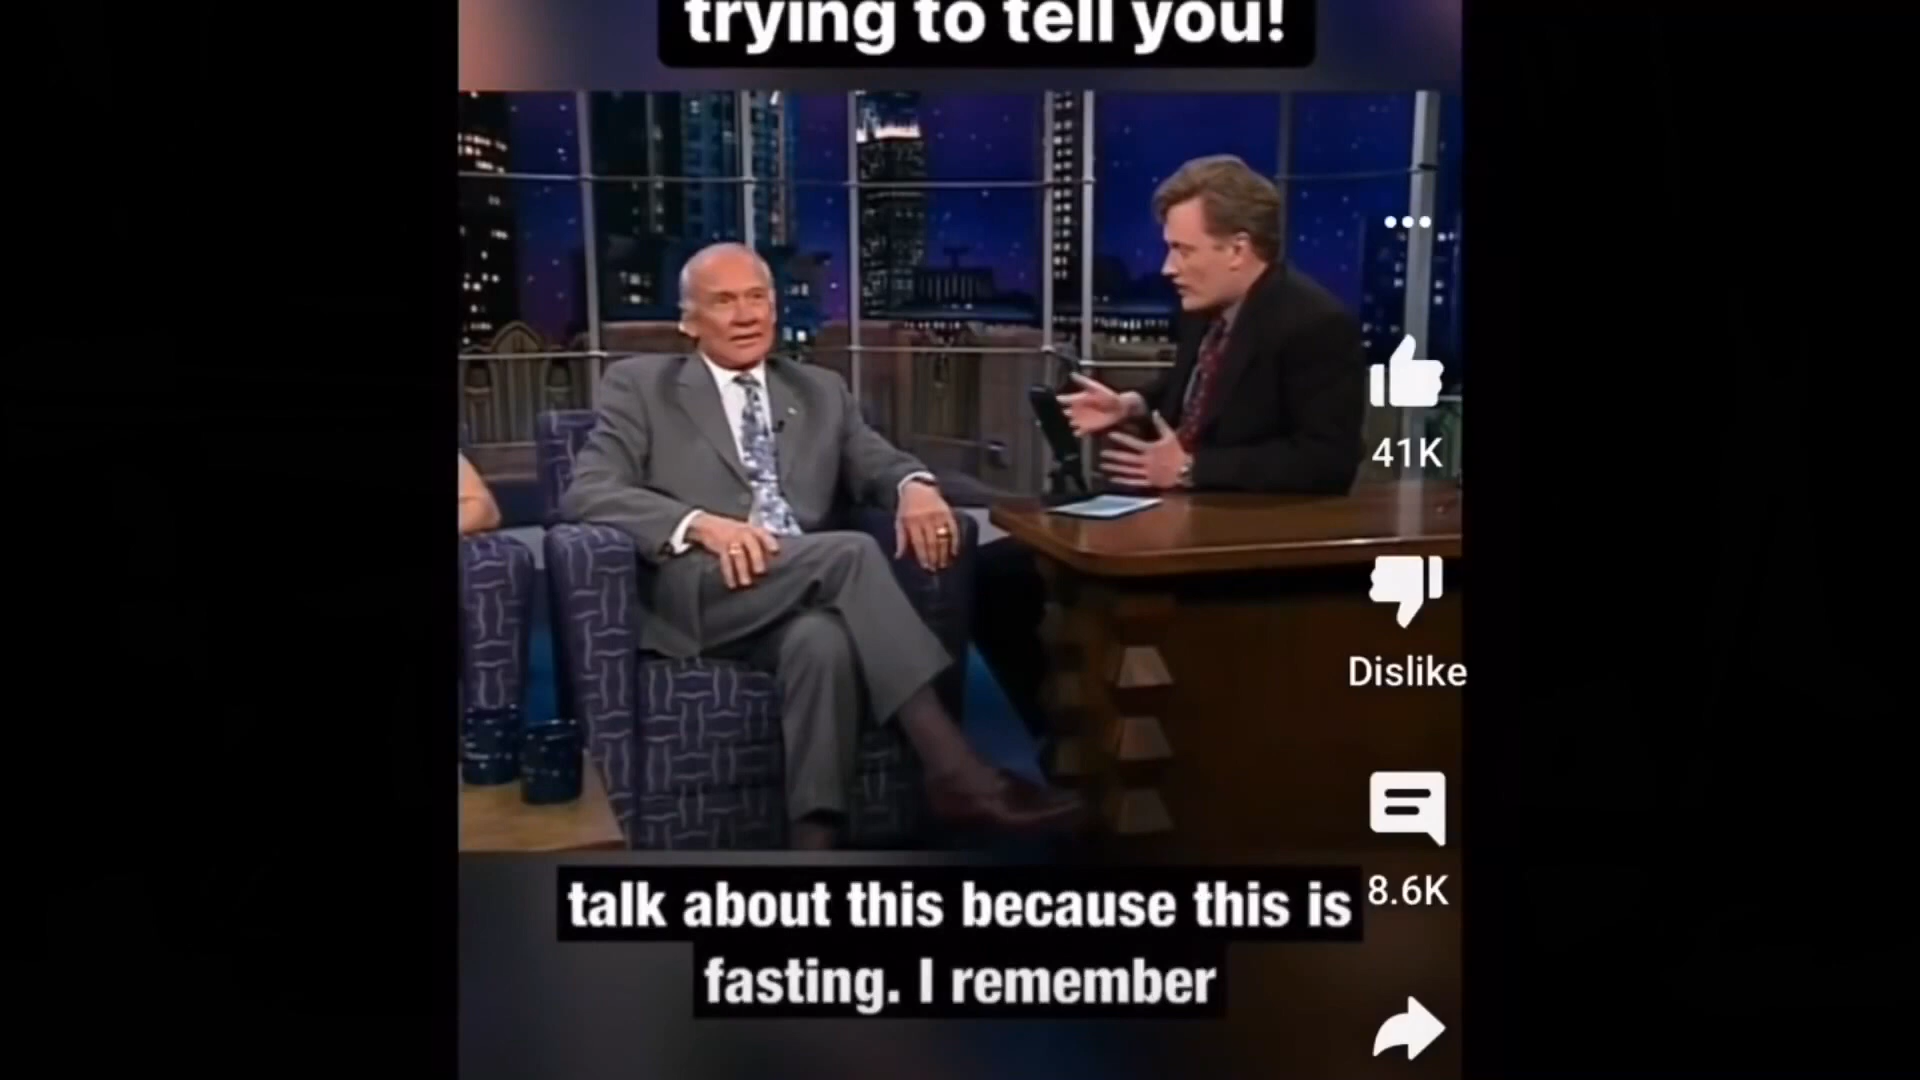 trying to tell you!
41K
Dislike
8.6K
talk about this because this is
fasting. I remember